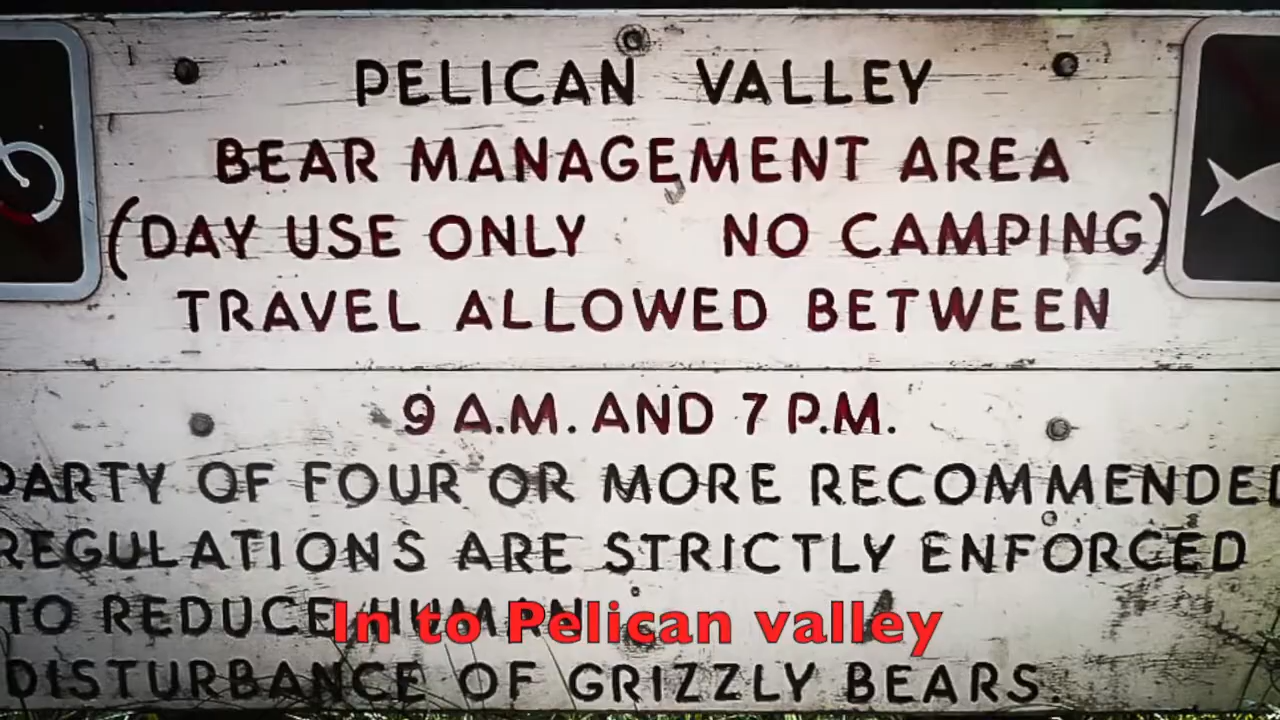 PELICAN VALLEY
BEAR MANAGEMENT AREA
(DAY USE ONLY NO CAMPING)
TRAVEL ALLOWED BETWEEN
9 A.M. AND 7 P.M.
PARTY OF FOUR OR MORE RECOMMENDED
REGULATIONS ARE STRICTLY ENFORCED
TO REDUCE HUMAN
In to Pelican valley
DISTURBANCE OF GRIZZLY BEARS.